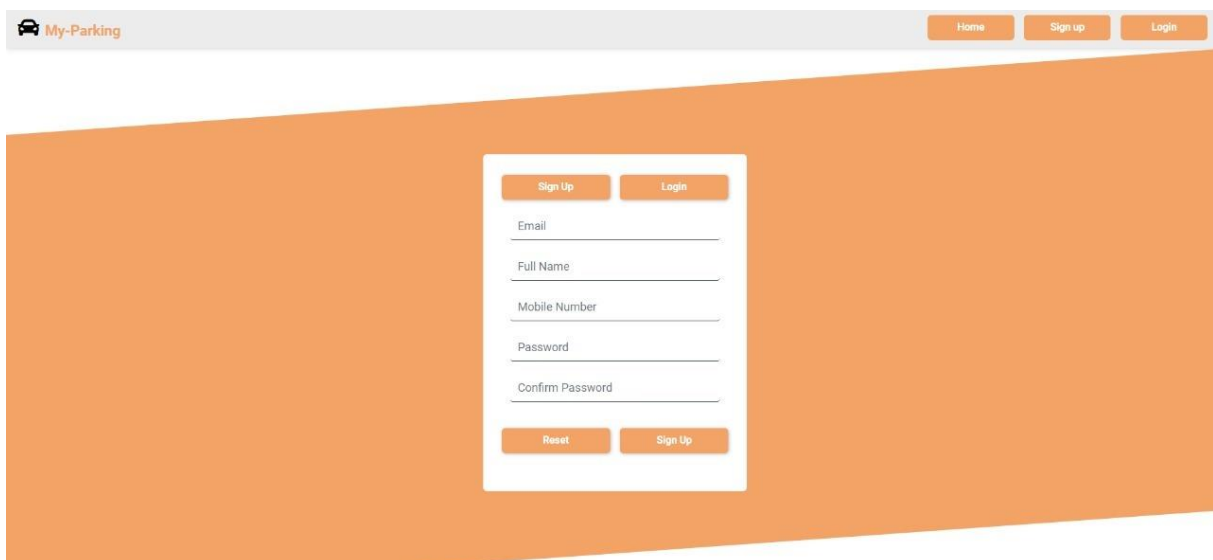 My-Parking Home Sign up Login
Sign Up Login
Email
Full Name
Mobile Number
Password
Confirm Password
Reset Sign Up